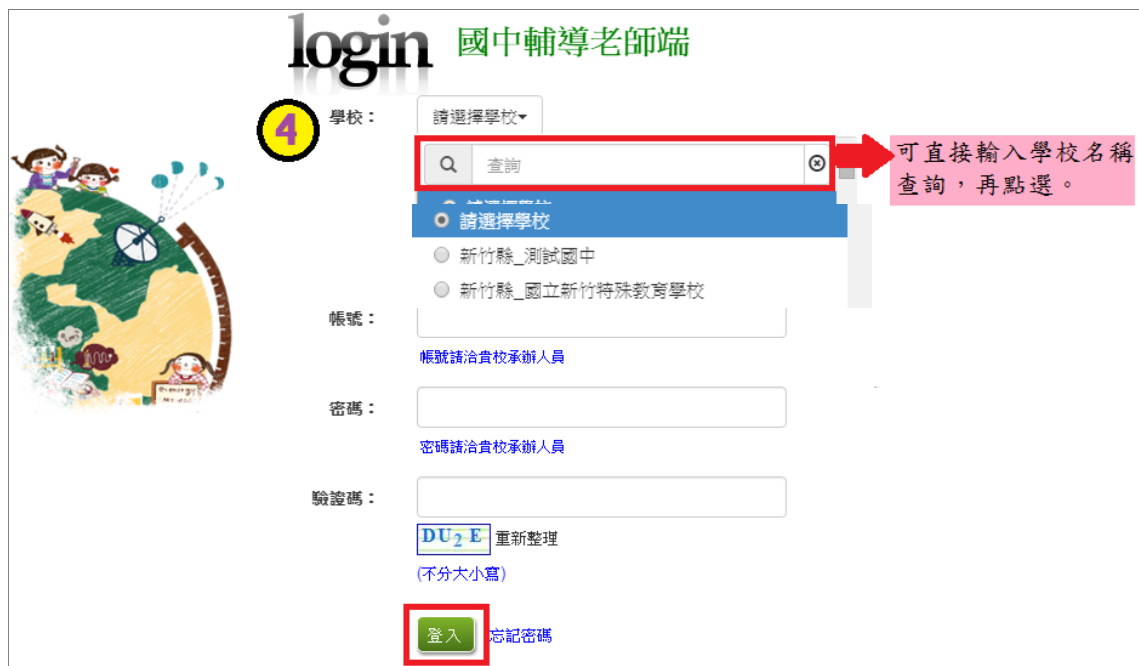 login 國中輔導老師端
4
學校：
請選擇學校▾
查詢
可直接輸入學校名稱
查詢，再點選。
請選擇學校
請選擇學校
新竹縣_測試國中
新竹縣_國立新竹特殊教育學校
帳號：
帳號請洽貴校承辦人員
密碼：
密碼請洽貴校承辦人員
驗證碼：
DU2E 重新整理
(不分大小寫)
登入 忘記密碼